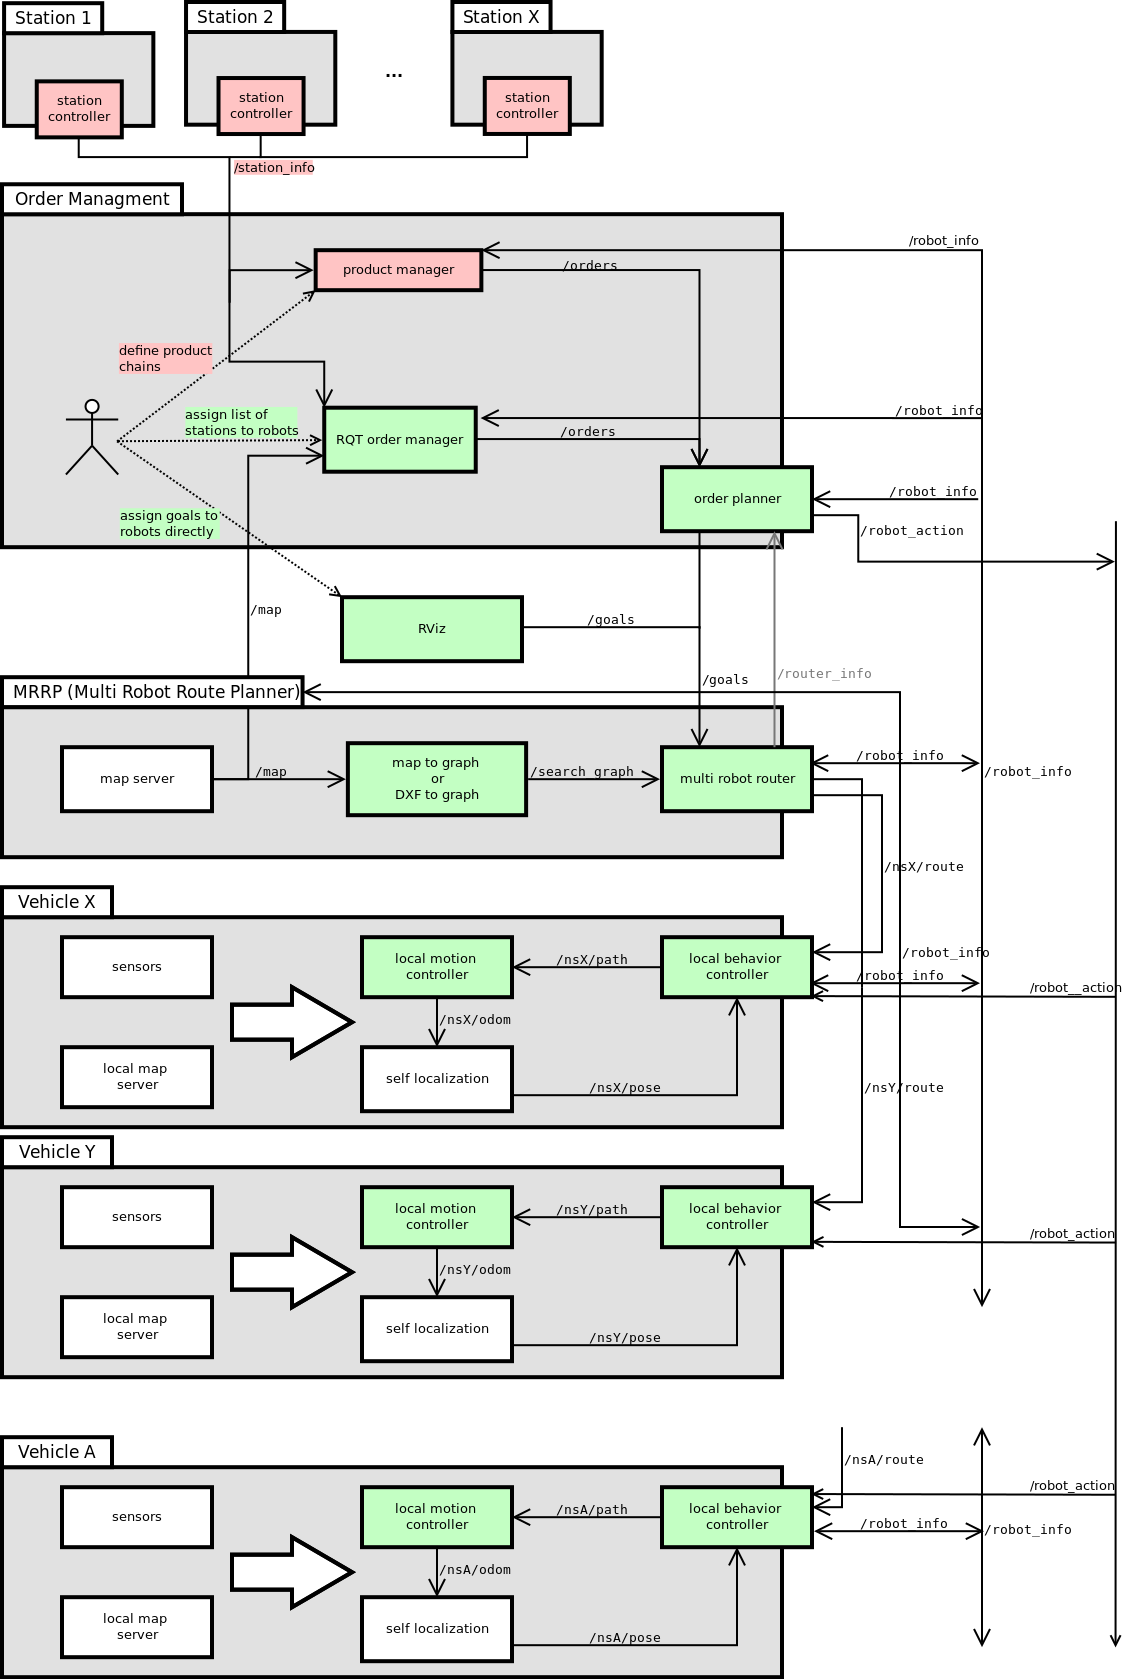 Station 1
Station 2
Station X
station
controller
station
controller
...
station
controller
/station_info
Order Managment
/robot_info
product manager
/orders
define product
chains
assign list of
stations to robots
RQT order manager
/orders
/robot_info
order planner
/robot_info
/robot_action
assign goals to
robots directly
/map
RViz
/goals
/goals
/router_info
MRRP (Multi Robot Route Planner)
map server
/map
map to graph
or
DXF to graph
/search_graph
multi robot router
/robot_info
/robot_info
/nsX/route
Vehicle X
sensors
local motion
controller
/nsX/path
local behavior
controller
/robot_info
/robot_info
/robot__action
/nsX/odom
local map
server
self localization
/nsX/pose
/nsY/route
Vehicle Y
sensors
local motion
controller
/nsY/path
local behavior
controller
/robot_action
/nsY/odom
local map
server
self localization
/nsY/pose
Vehicle A
/nsA/route
sensors
local motion
controller
/nsA/path
local behavior
controller
/robot_action
/robot_info
/robot_info
/nsA/odom
local map
server
self localization
/nsA/pose